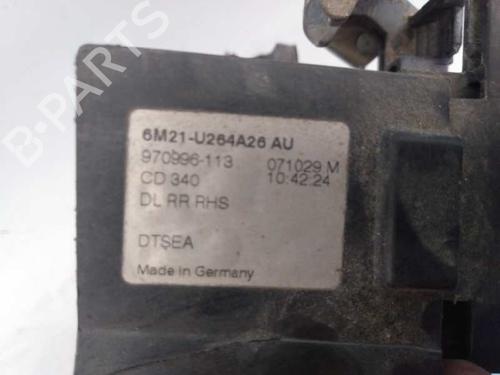 6M21-U264A26 AU
970996-113 071029 M
CD 340 10:42:24
DL RR RHS
DTSEA
Made in Germany
B-Parts